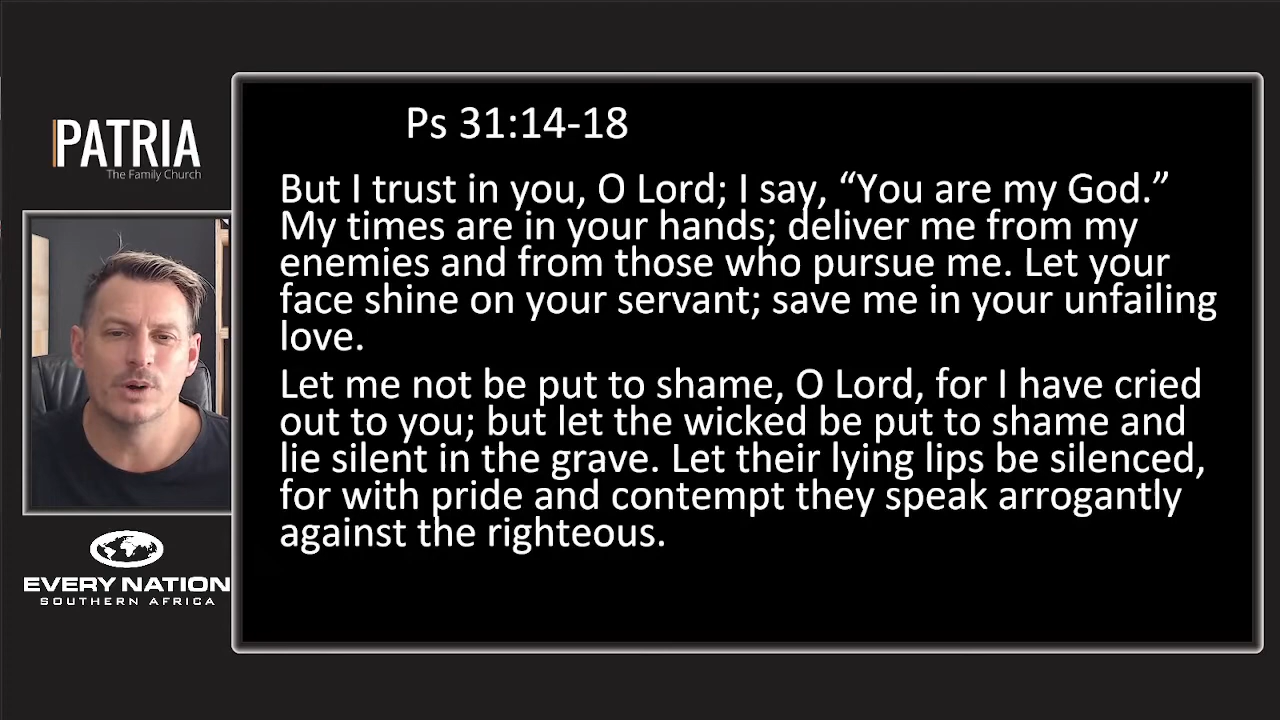 PATRIA
The Family Church
EVERY NATION
SOUTHERN AFRICA
Ps 31:14-18
But I trust in you, O Lord; I say, “You are my God.”
My times are in your hands; deliver me from my
enemies and from those who pursue me. Let your
face shine on your servant; save me in your unfailing
love.
Let me not be put to shame, O Lord, for I have cried
out to you; but let the wicked be put to shame and
lie silent in the grave. Let their lying lips be silenced,
for with pride and contempt they speak arrogantly
against the righteous.